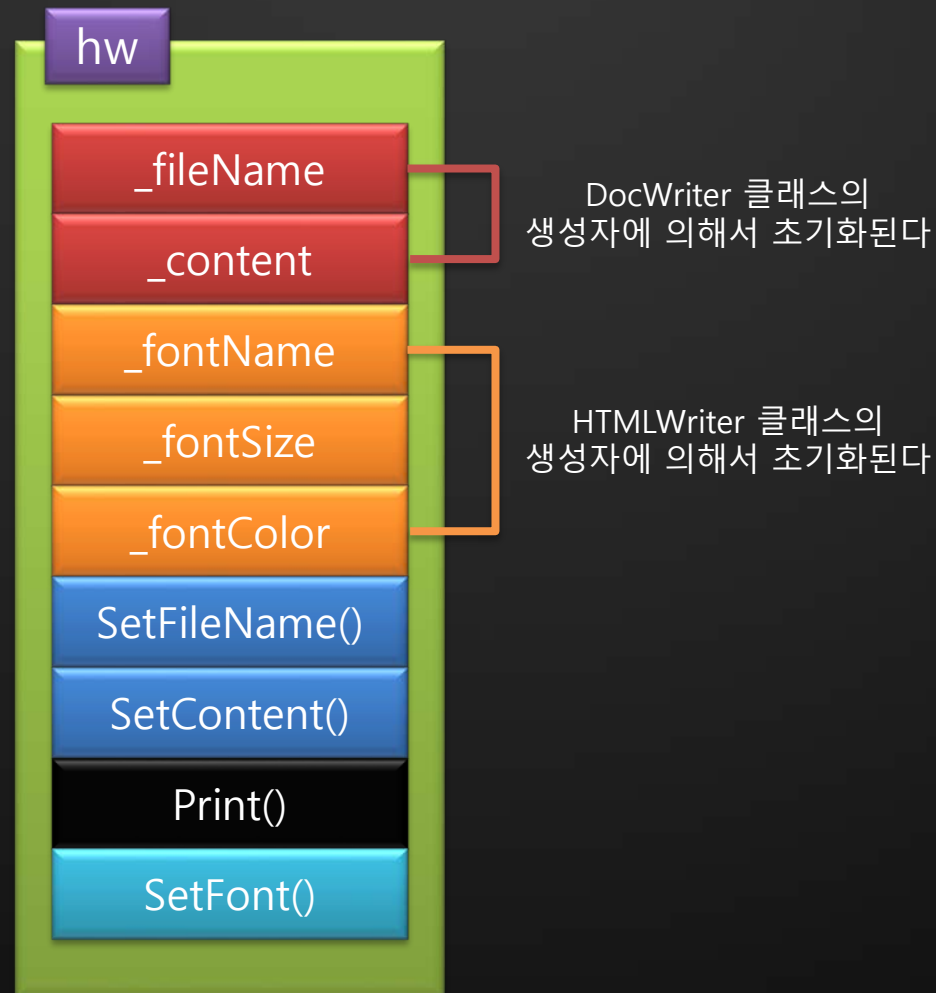 hw
_fileName
_content
DocWriter 클래스의
생성자에 의해서 초기화된다
_fontName
_fontSize
_fontColor
HTMLWriter 클래스의
생성자에 의해서 초기화된다
SetFileName()
SetContent()
Print()
SetFont()